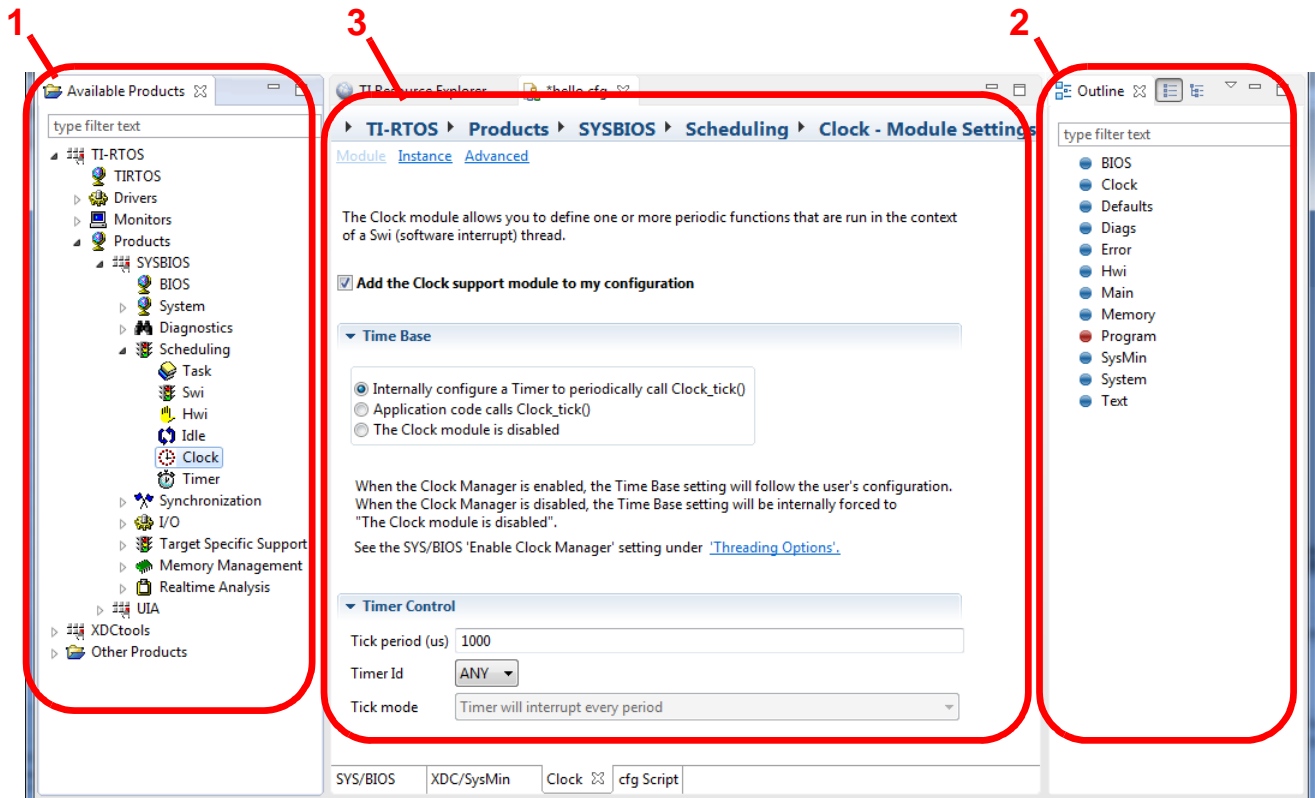 1
3
2
Available Products
type filter text
TI-RTOS
TIRTOS
Drivers
Monitors
Products
SYSBIOS
BIOS
System
Diagnostics
Scheduling
Task
Swi
Hwi
Idle
Clock
Timer
Synchronization
I/O
Target Specific Support
Memory Management
Realtime Analysis
UIA
XDCtools
Other Products
TI Resource Explorer
*hello.cfg
TI-RTOS Products SYSBIOS Scheduling Clock - Module Settings
Module Instance Advanced
The Clock module allows you to define one or more periodic functions that are run in the context
of a Swi (software interrupt) thread.
Add the Clock support module to my configuration
Time Base
Internally configure a Timer to periodically call Clock_tick()
Application code calls Clock_tick()
The Clock module is disabled
When the Clock Manager is enabled, the Time Base setting will follow the user's configuration.
When the Clock Manager is disabled, the Time Base setting will be internally forced to
"The Clock module is disabled".
See the SYS/BIOS 'Enable Clock Manager' setting under 'Threading Options'.
Timer Control
Tick period (us) 1000
Timer Id ANY
Tick mode Timer will interrupt every period
SYS/BIOS XDC/SysMin Clock cfg Script
Outline
type filter text
BIOS
Clock
Defaults
Diags
Error
Hwi
Main
Memory
Program
SysMin
System
Text